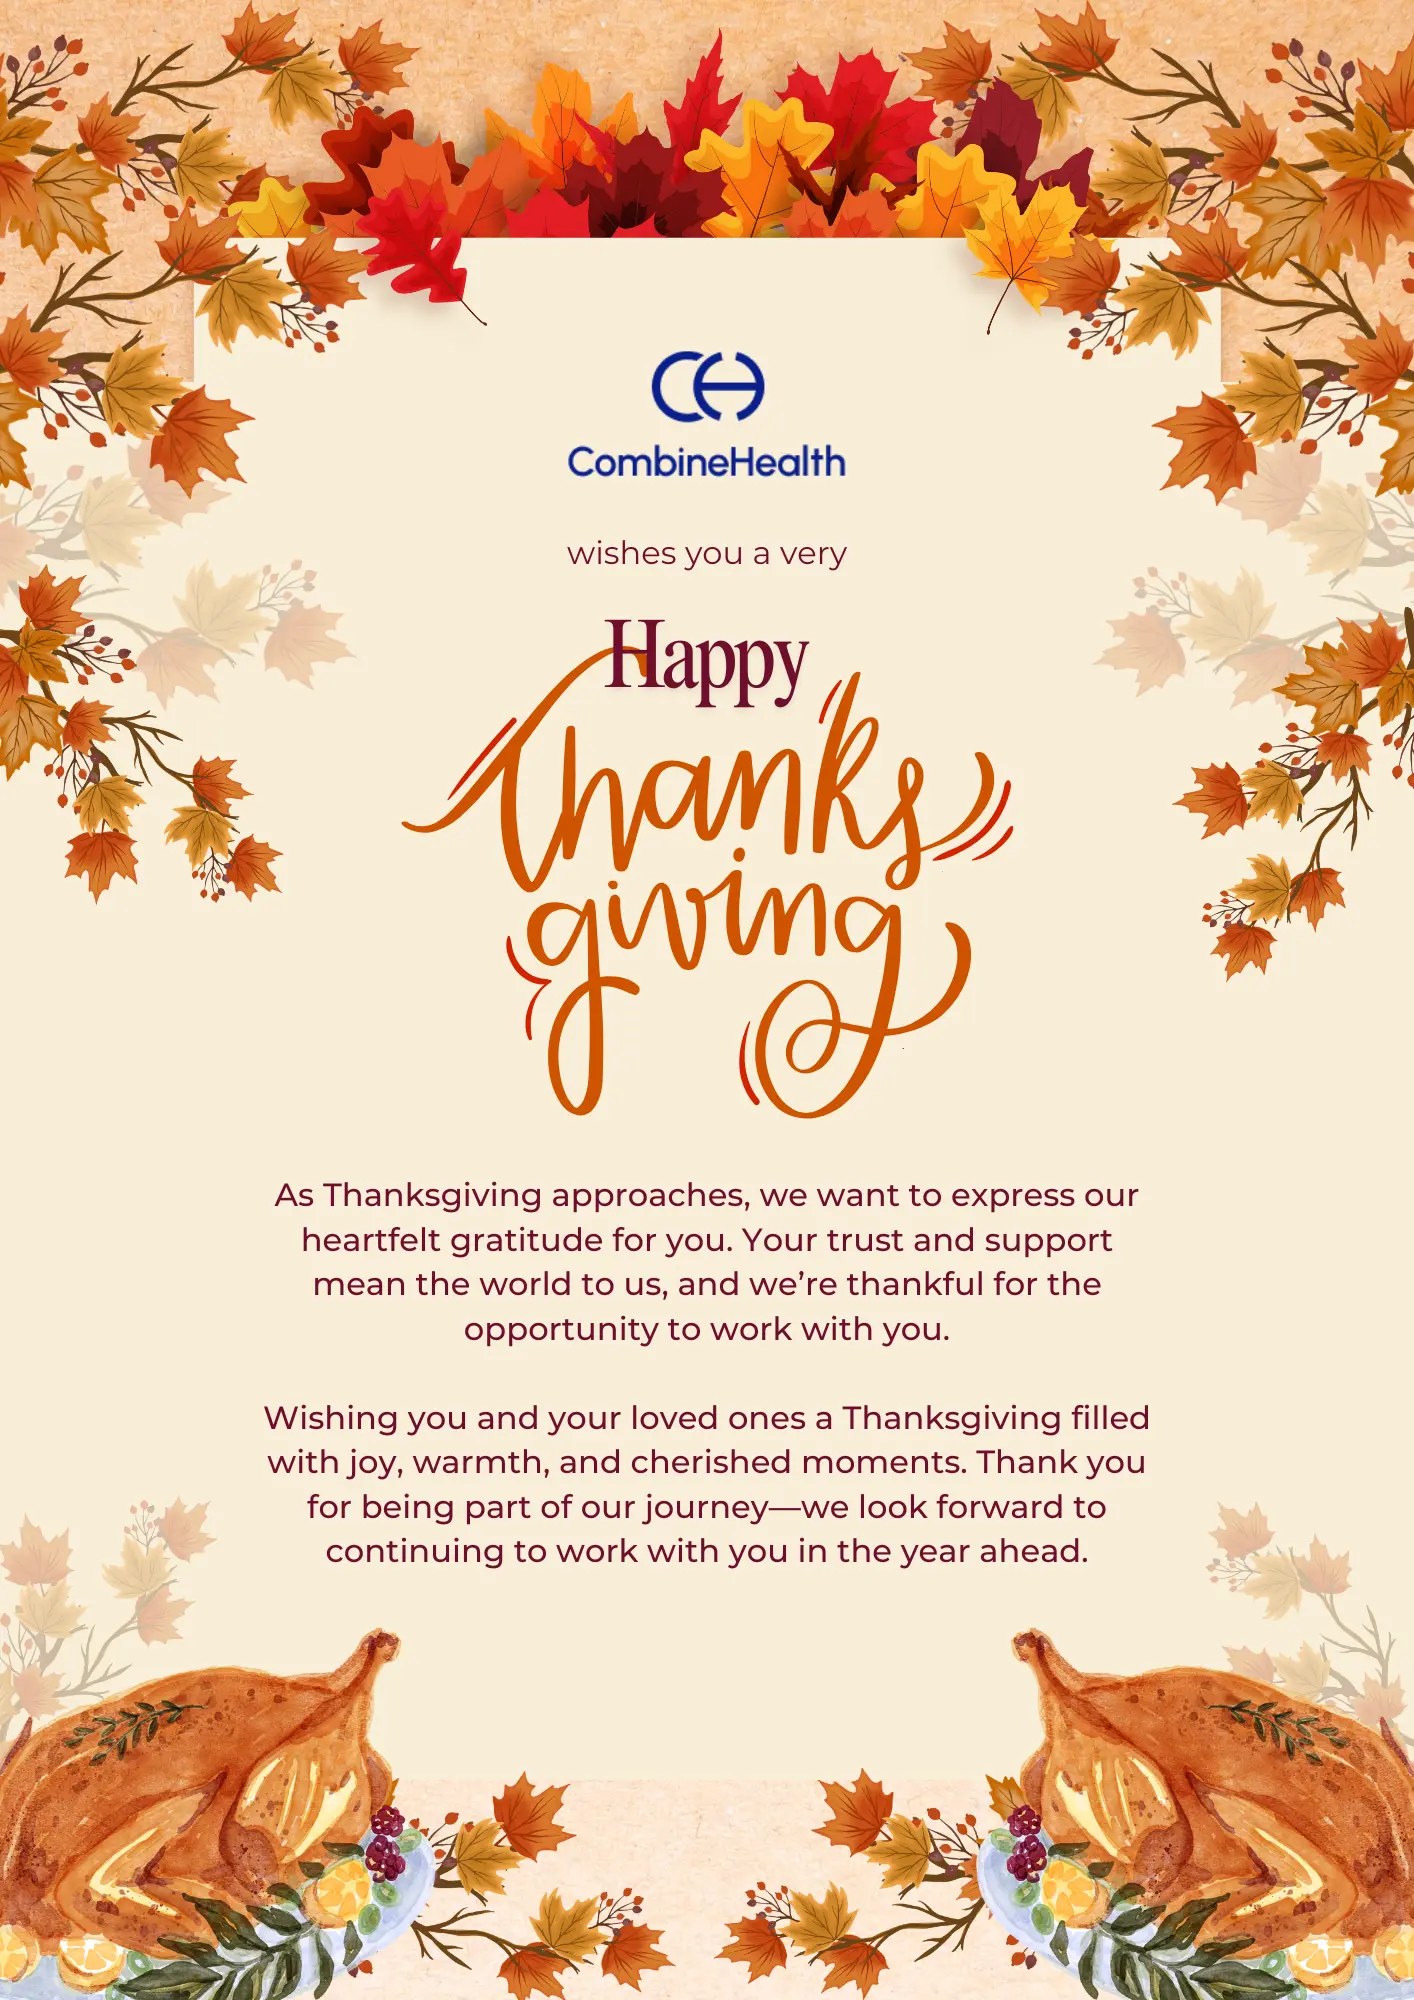 CH
CombineHealth
wishes you a very
Happy
Thanks
giving
As Thanksgiving approaches, we want to express our
heartfelt gratitude for you. Your trust and support
mean the world to us, and we’re thankful for the
opportunity to work with you.
Wishing you and your loved ones a Thanksgiving filled
with joy, warmth, and cherished moments. Thank you
for being part of our journey—we look forward to
continuing to work with you in the year ahead.